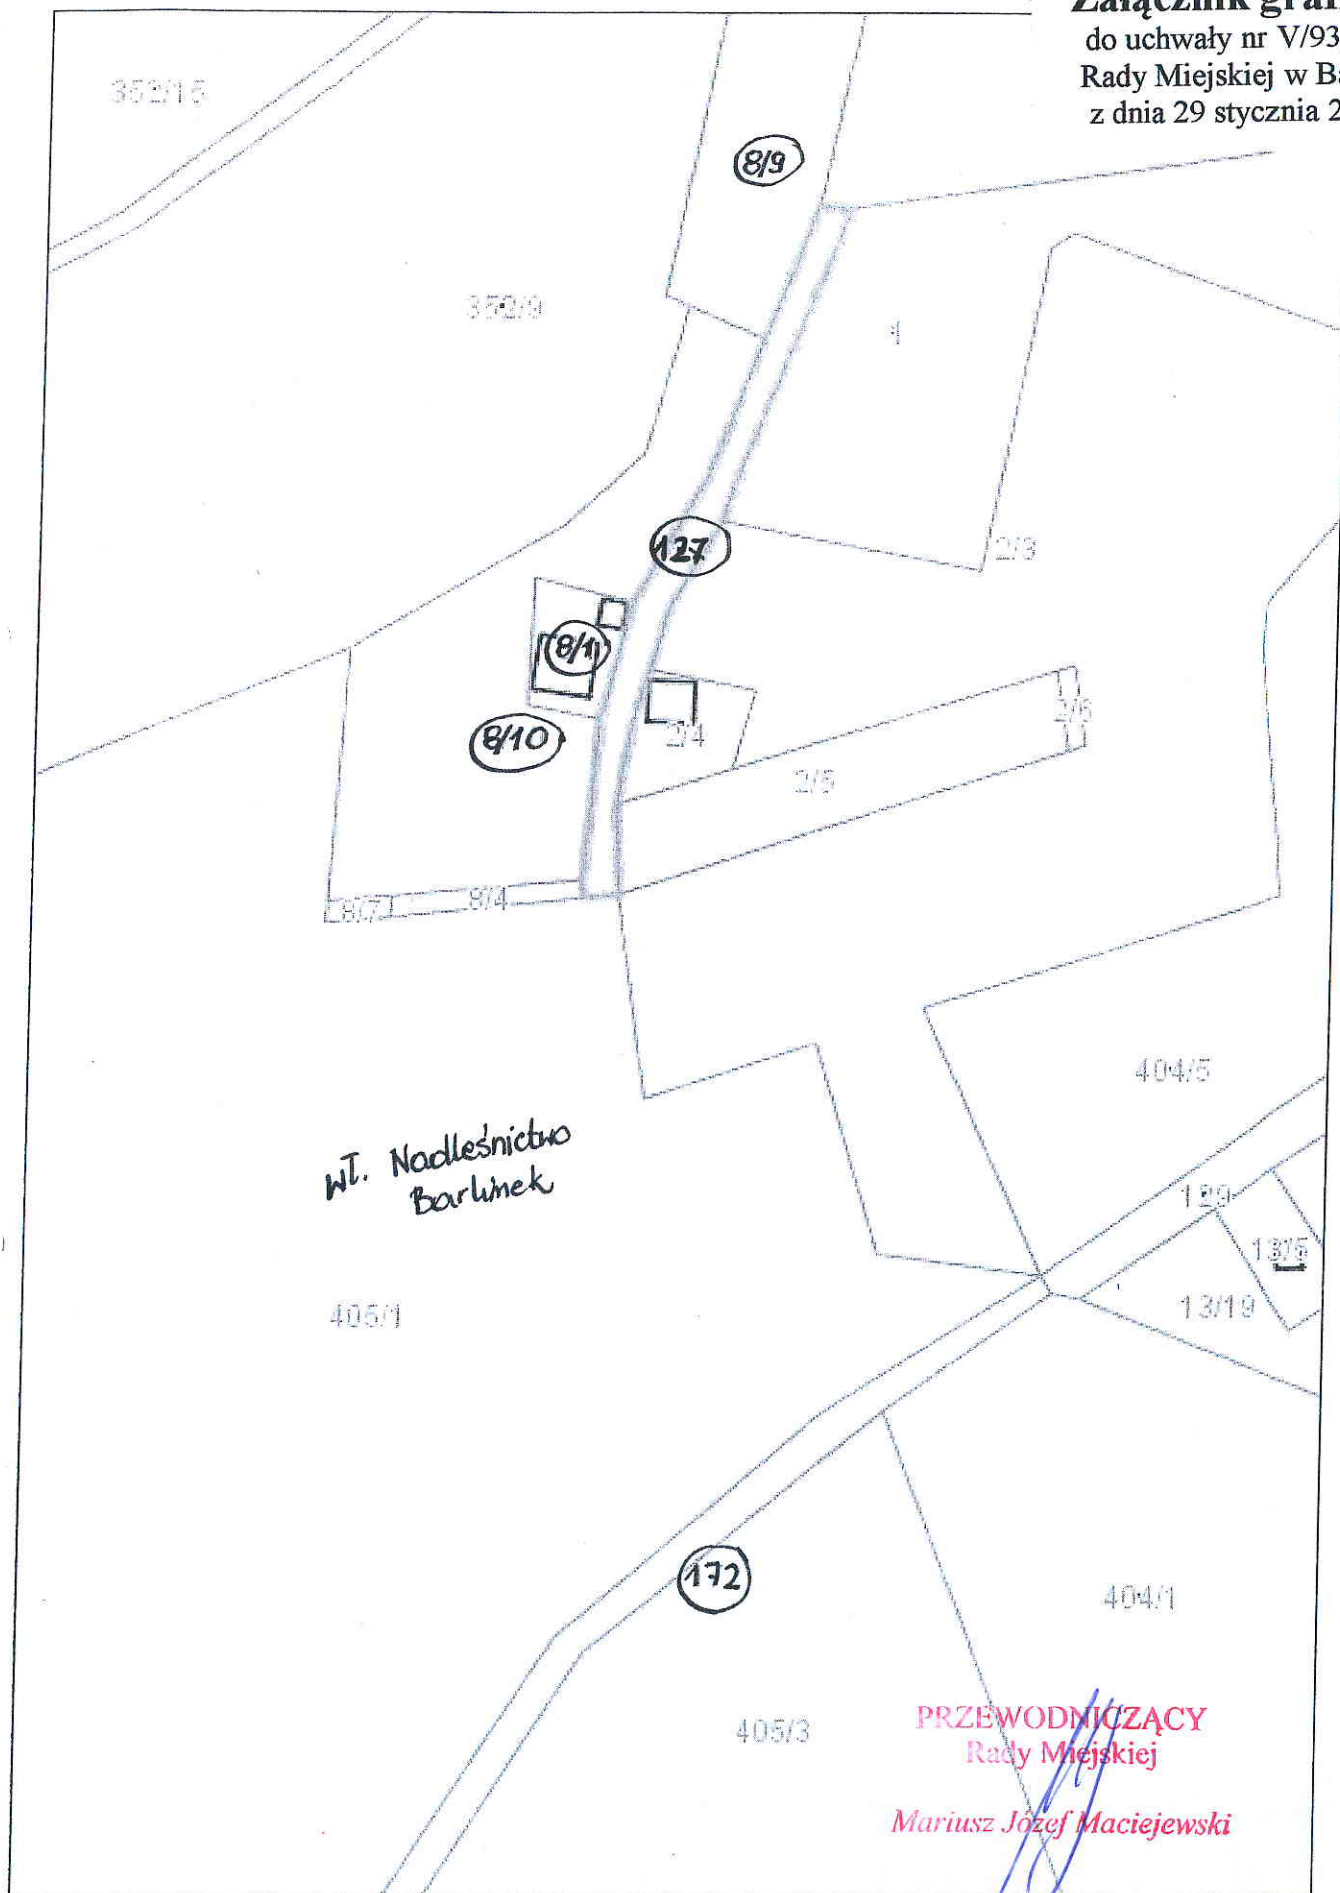 Załącznik graf
do uchwały nr V/93
Rady Miejskiej w Ba
z dnia 29 stycznia 2
352/15
8/9
352/9
1
127
2/3
8/1
8/10
2/4
2/6
2/5
8/7
8/4
404/5
wł. Nadleśnictwo
Barlinek
129
13/5
405/1
13/19
172
404/1
405/3
PRZEWODNICZĄCY
Rady Miejskiej
Mariusz Józef Maciejewski